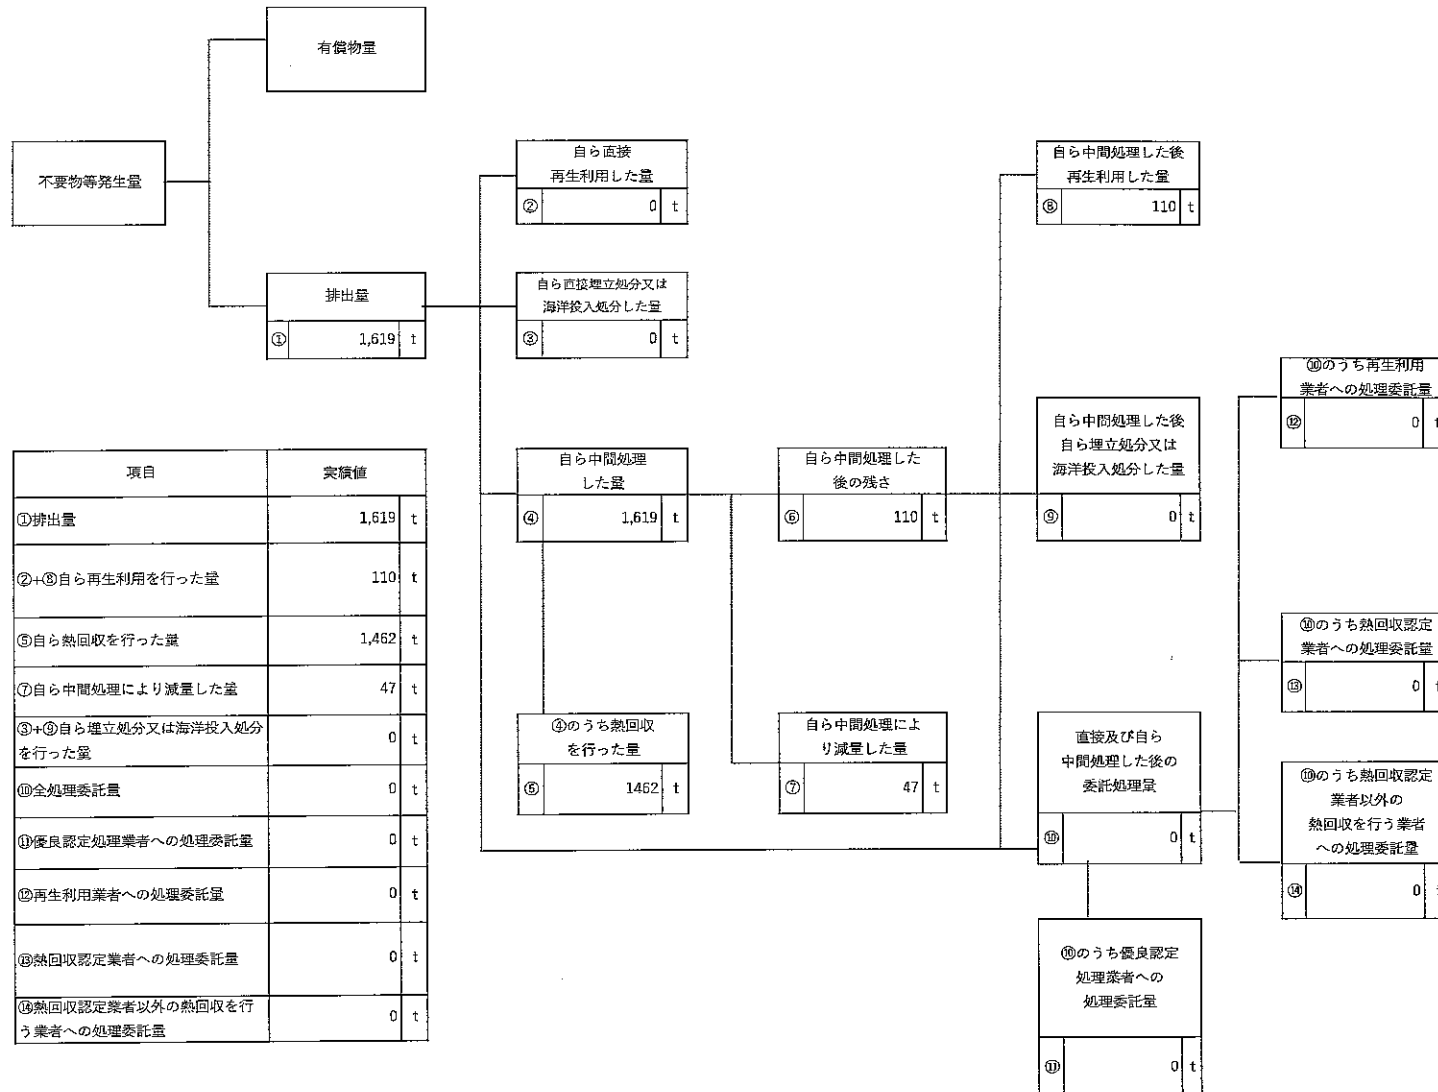 有償物量
不要物等発生量
自ら直接
再生利用した量
② 0 t
自ら中間処理した後
再生利用した量
⑧ 110 t
排出量
① 1,619 t
自ら直接埋立処分又は
海洋投入処分した量
③ 0 t
⑩のうち再生利用
業者への処理委託量
⑫ 0 t
自ら中間処理
した量
④ 1,619 t
自ら中間処理した
後の残さ
⑥ 110 t
自ら中間処理した後
自ら埋立処分又は
海洋投入処分した量
⑨ 0 t
項目 実績値
①排出量 1,619 t
②+⑧自ら再生利用を行った量 110 t
⑤自ら熱回収を行った量 1,462 t
⑦自ら中間処理により減量した量 47 t
③+⑨自ら埋立処分又は海洋投入処分
を行った量 0 t
⑩全処理委託量 0 t
⑪優良認定処理業者への処理委託量 0 t
⑫再生利用業者への処理委託量 0 t
⑬熱回収認定業者への処理委託量 0 t
⑭熱回収認定業者以外の熱回収を行
う業者への処理委託量 0 t
④のうち熱回収
を行った量
⑤ 1462 t
自ら中間処理によ
り減量した量
⑦ 47 t
直接及び自ら
中間処理した後の
委託処理量
⑩ 0 t
⑩のうち熱回収認定
業者への処理委託量
⑬ 0 t
⑩のうち熱回収認定
業者以外の
熱回収を行う業者
への処理委託量
⑭ 0 t
⑩のうち優良認定
処理業者への
処理委託量
⑪ 0 t